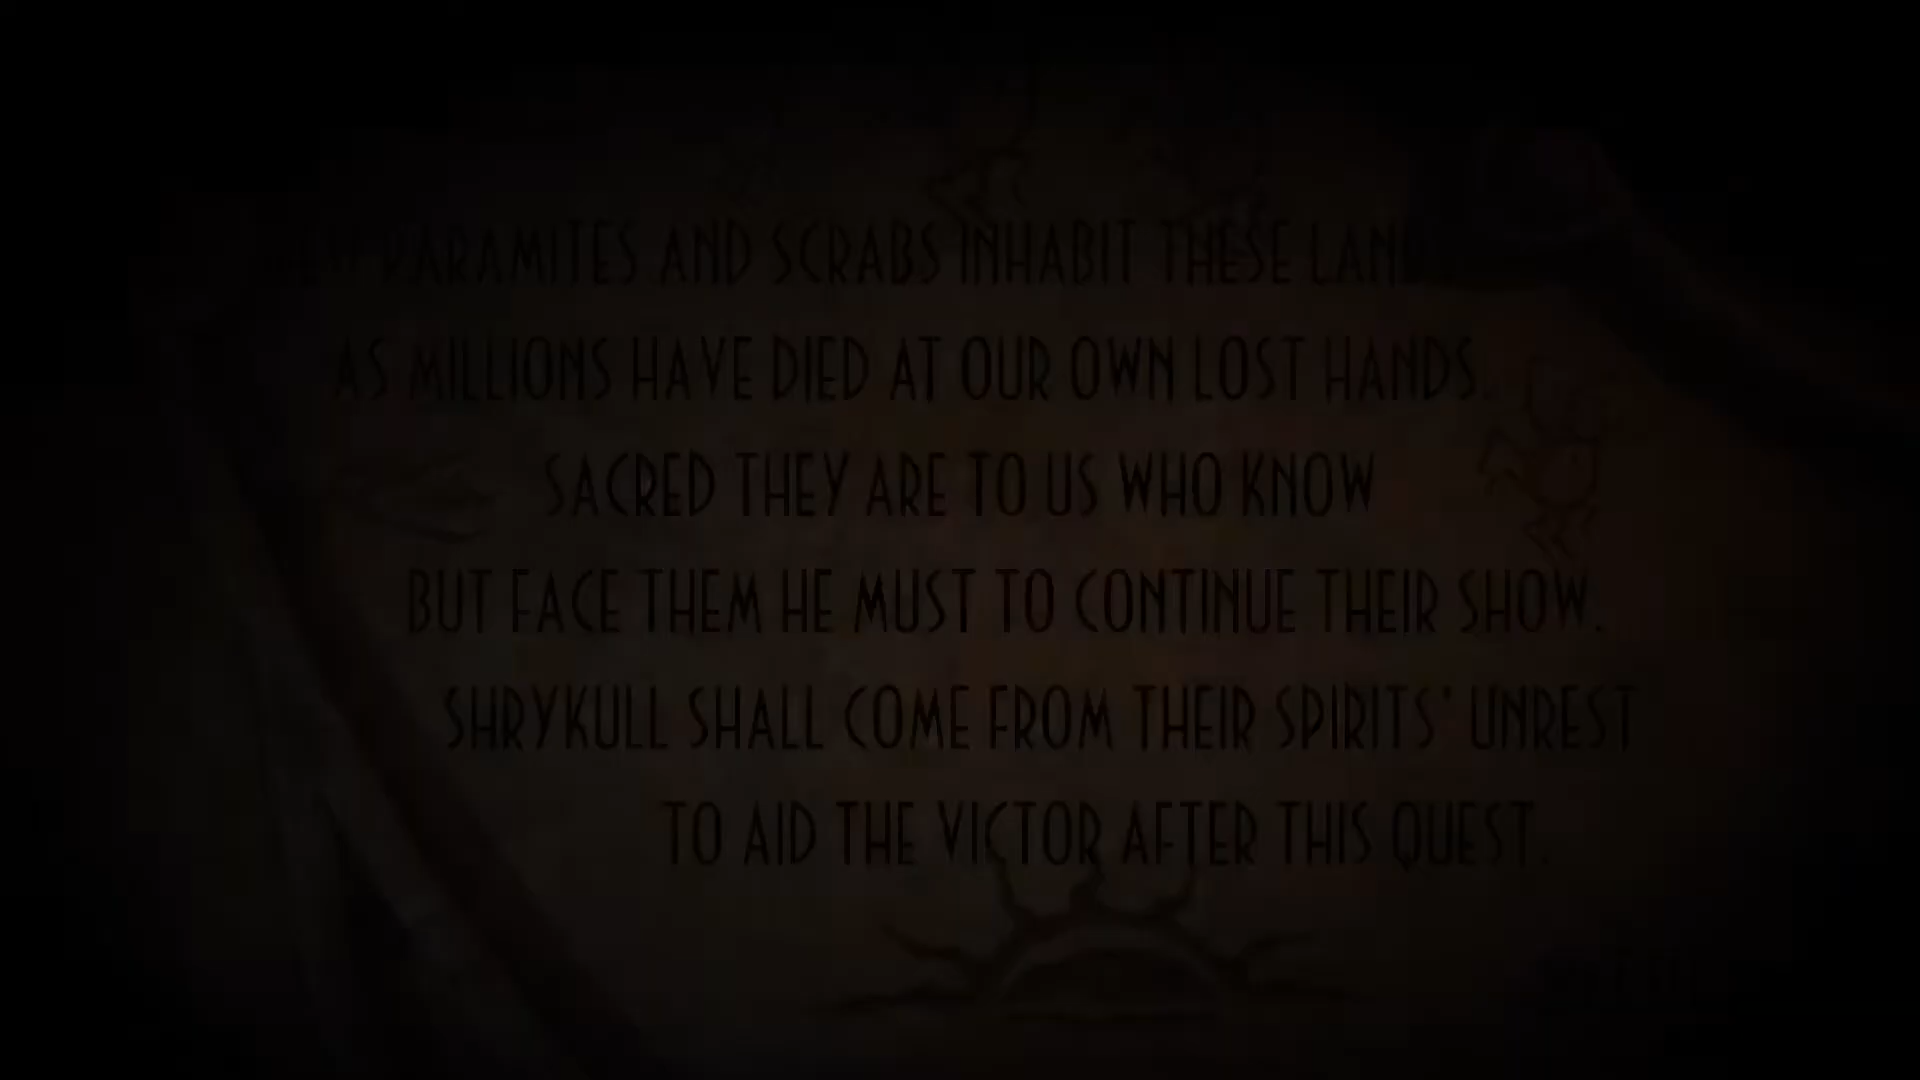 FEW PARAMITES AND SCRABS INHABIT THESE LAND
AS MILLIONS HAVE DIED AT OUR OWN LOST HANDS.
SACRED THEY ARE TO US WHO KNOW
BUT FACE THEM HE MUST TO CONTINUE THEIR SHOW.
SHRYKULL SHALL COME FROM THEIR SPIRITS' UNREST
TO AID THE VICTOR AFTER THIS QUEST.